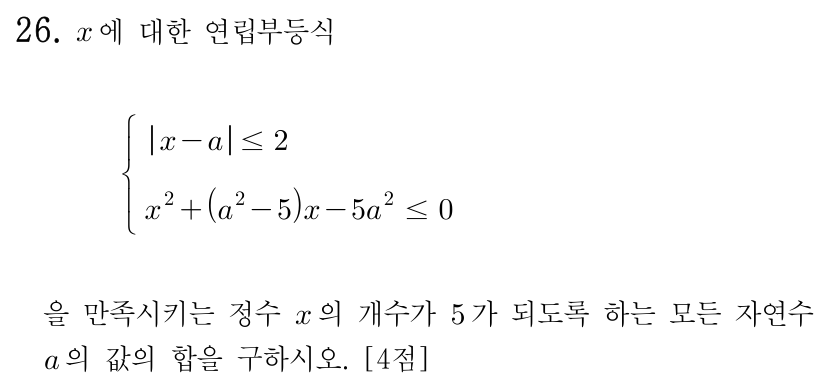 26. x에 대한 연립부등식
|x-a| ≤ 2
x² + (a² - 5)x - 5a² ≤ 0
을 만족시키는 정수 x의 개수가 5가 되도록 하는 모든 자연수
a의 값의 합을 구하시오. [4점]